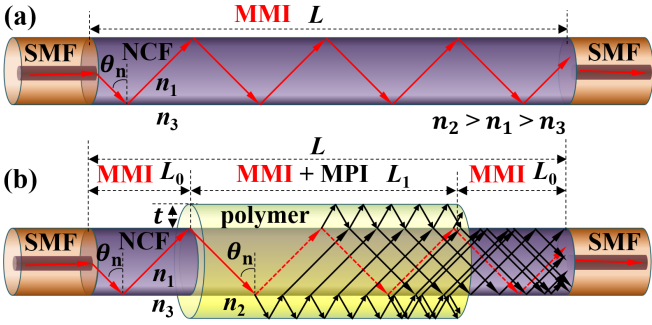 (a)
MMI L
SMF NCF SMF
θn n1
n3 n2 > n1 > n3
L
(b) MMI L0 MMI + MPI L1 MMI L0
t polymer
SMF NCF SMF
θn n1 θn
n3 n2